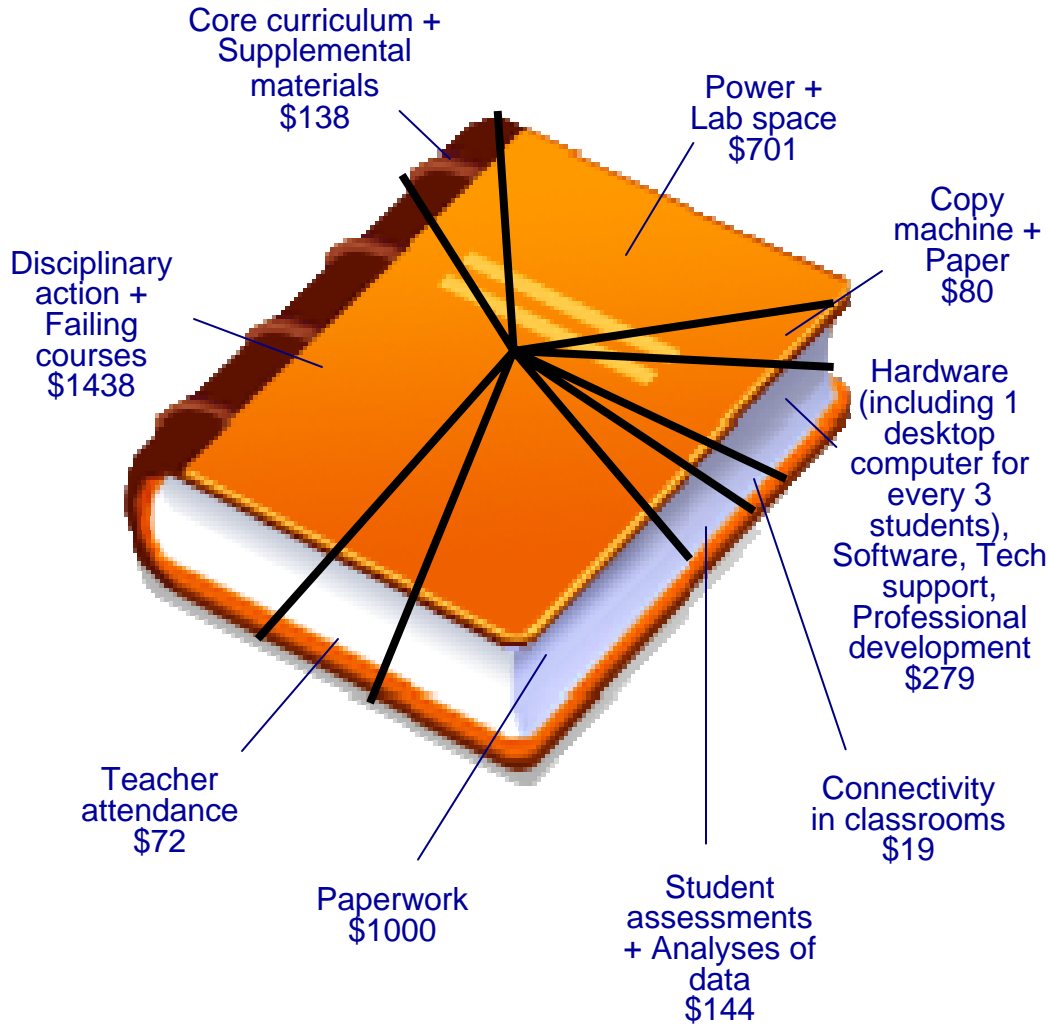 Core curriculum +
Supplemental
materials
$138
Power +
Lab space
$701
Copy
machine +
Paper
$80
Disciplinary
action +
Failing
courses
$1438
Hardware
(including 1
desktop
computer for
every 3
students),
Software, Tech
support,
Professional
development
$279
Teacher
attendance
$72
Connectivity
in classrooms
$19
Paperwork
$1000
Student
assessments
+ Analyses of
data
$144